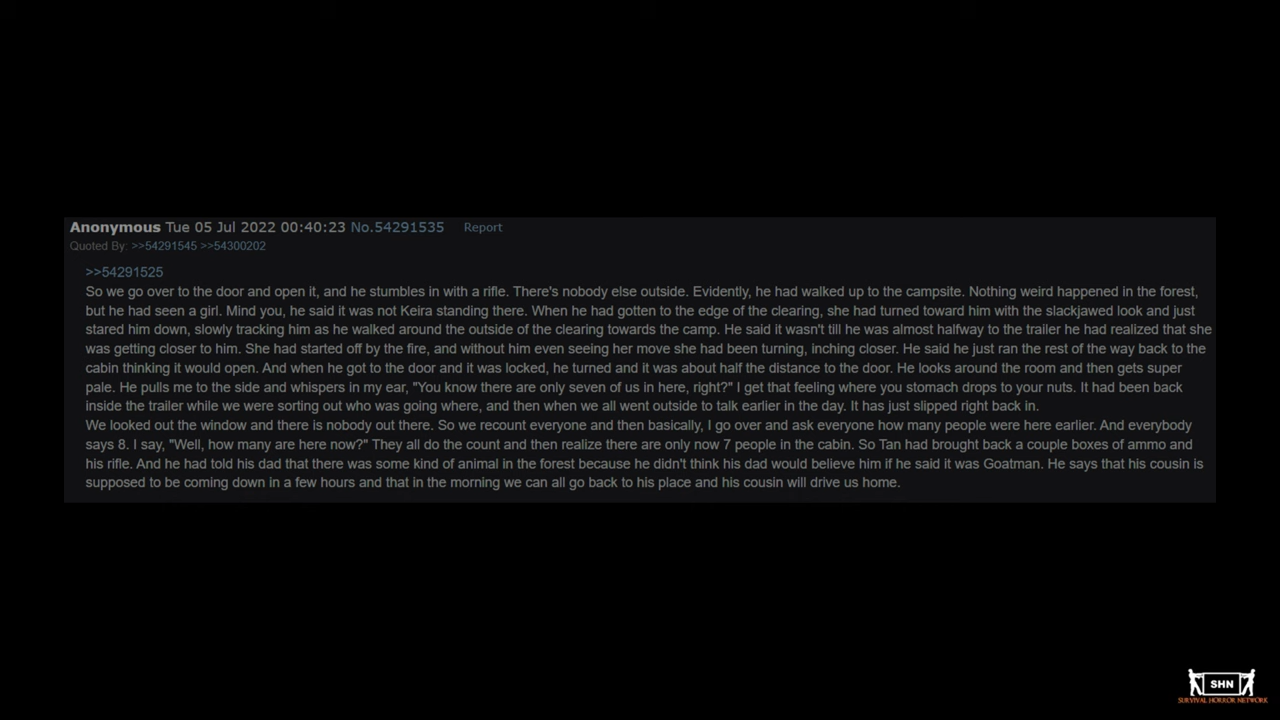 Anonymous Tue 05 Jul 2022 00:40:23 No.54291535 Report
Quoted By: >>54291545 >>54300202
>>54291525
So we go over to the door and open it, and he stumbles in with a rifle. There's nobody else outside. Evidently, he had walked up to the campsite. Nothing weird happened in the forest,
but he had seen a girl. Mind you, he said it was not Keira standing there. When he had gotten to the edge of the clearing, she had turned toward him with the slackjawed look and just
stared him down, slowly tracking him as he walked around the outside of the clearing towards the camp. He said it wasn't till he was almost halfway to the trailer he had realized that she
was getting closer to him. She had started off by the fire, and without him even seeing her move she had been turning, inching closer. He said he just ran the rest of the way back to the
cabin thinking it would open. And when he got to the door and it was locked, he turned and it was about half the distance to the door. He looks around the room and then gets super
pale. He pulls me to the side and whispers in my ear, "You know there are only seven of us in here, right?" I get that feeling where you stomach drops to your nuts. It had been back
inside the trailer while we were sorting out who was going where, and then when we all went outside to talk earlier in the day. It has just slipped right back in.
We looked out the window and there is nobody out there. So we recount everyone and then basically, I go over and ask everyone how many people were here earlier. And everybody
says 8. I say, "Well, how many are here now?" They all do the count and then realize there are only now 7 people in the cabin. So Tan had brought back a couple boxes of ammo and
his rifle. And he had told his dad that there was some kind of animal in the forest because he didn't think his dad would believe him if he said it was Goatman. He says that his cousin is
supposed to be coming down in a few hours and that in the morning we can all go back to his place and his cousin will drive us home.
SHN
SURVIVAL HORROR NETWORK